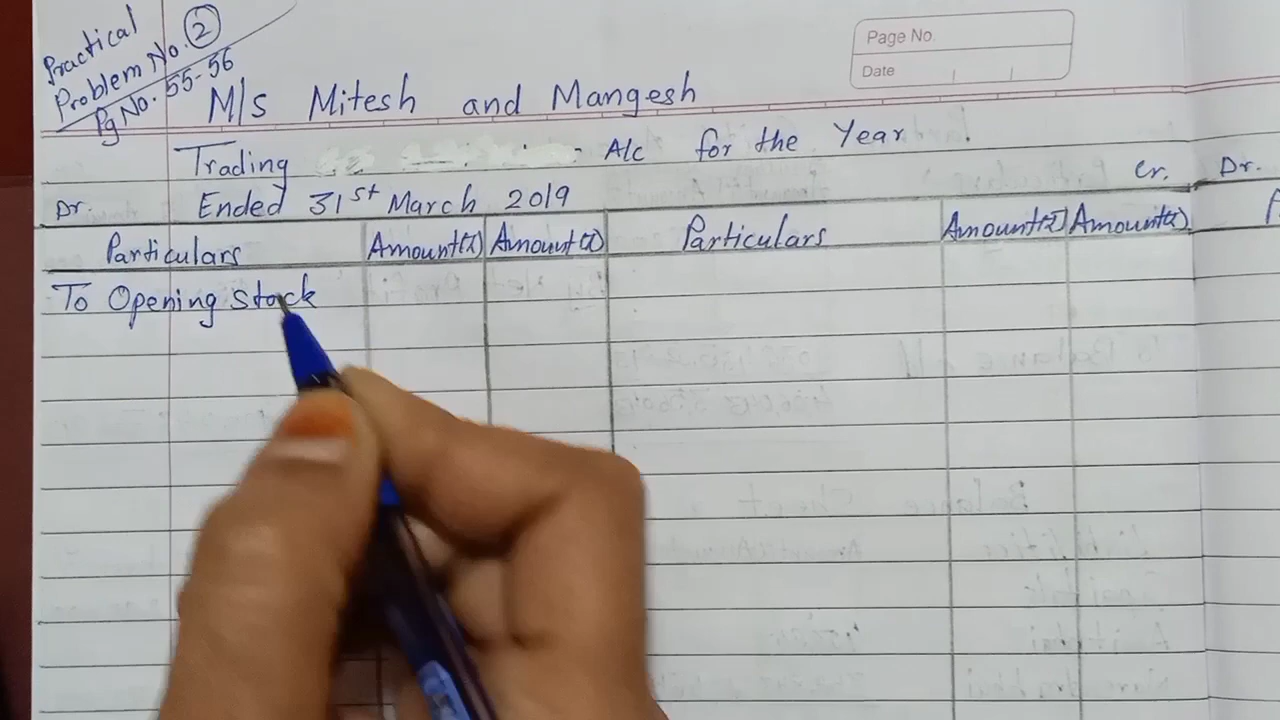 Practical
Problem No. 2
Pg No. 55-56
Page No
Date
M/s Mitesh and Mangesh
Trading A/c for the Year
Ended 31st March 2019
Dr. Cr. Dr.
Particulars Amount(₹) Amount(₹) Particulars Amount(₹) Amount(₹)
To Opening Stock